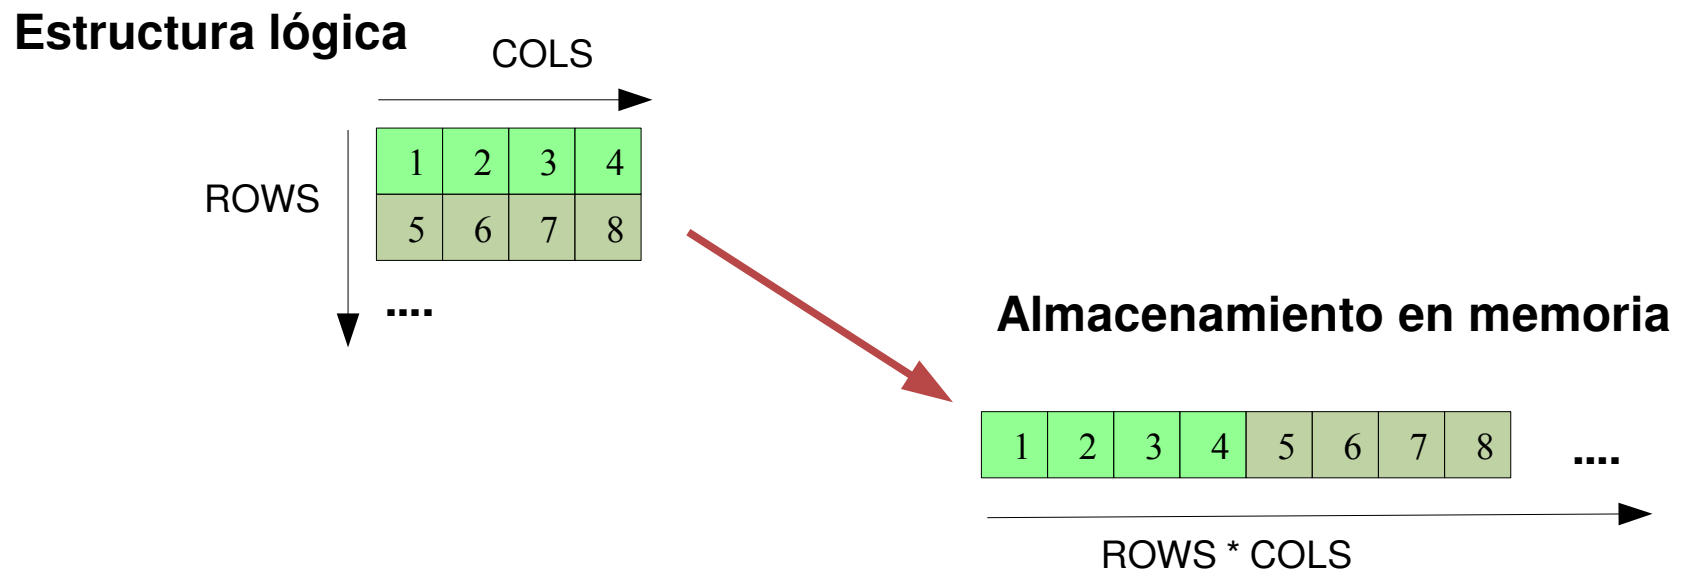 Estructura lógica
COLS
ROWS
1 2 3 4
5 6 7 8
....
Almacenamiento en memoria
1 2 3 4 5 6 7 8 ....
ROWS * COLS